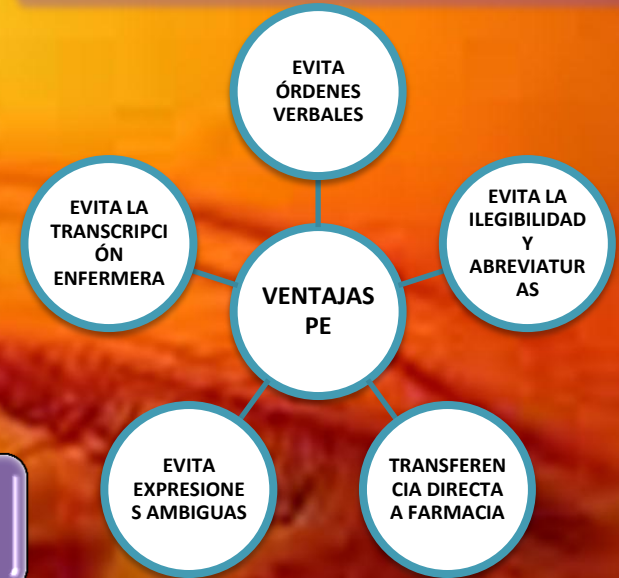 EVITA
ÓRDENES
VERBALES
EVITA LA
ILEGIBILIDAD
Y
ABREVIATUR
AS
TRANSFEREN
CIA DIRECTA
A FARMACIA
EVITA
EXPRESIONE
S AMBIGUAS
EVITA LA
TRANSCRIPCI
ÓN
ENFERMERA
VENTAJAS
PE